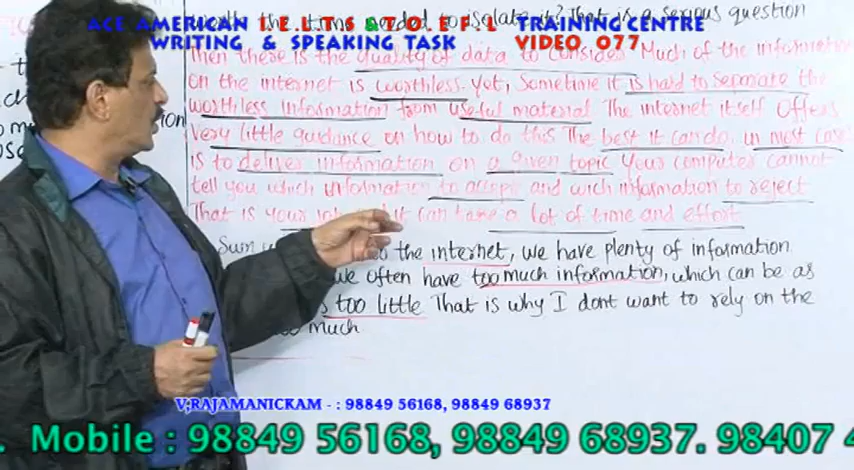 the time needed to isolate it? That is a serious question
ACE AMERICAN I.E.L.T.S & T.O.E.F.L TRAINING CENTRE
WRITING & SPEAKING TASK VIDEO 077
Then there is the quality of data to consider Much of the information
on the internet is worthless. Yet, Sometime it is hard to separate the
worthless information from useful material The internet itself offers
very little guidance on how to do this The best it can do, in most cases
is to deliver information on a given topic Your computer cannot
tell you which information to accept and wich information to reject
That is your it can take a lot of time and effort
Sum the internet, we have plenty of information.
we often have too much information, which can be as
too little That is why I dont want to rely on the
much
V,RAJAMANICKAM - : 98849 56168, 98849 68937
. Mobile : 98849 56168, 98849 68937. 98407 4